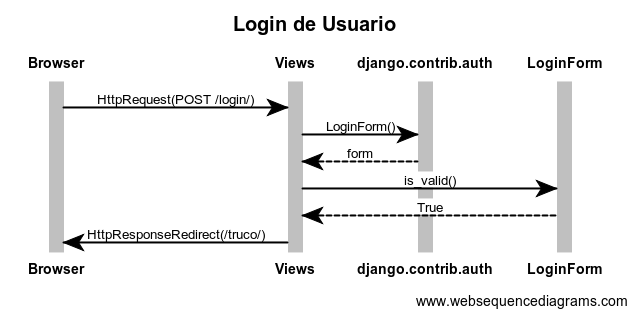 Login de Usuario
Browser Views django.contrib.auth LoginForm
HttpRequest(POST /login/)
LoginForm()
form
is_valid()
True
HttpResponseRedirect(/truco/)
Browser Views django.contrib.auth LoginForm
www.websequencediagrams.com